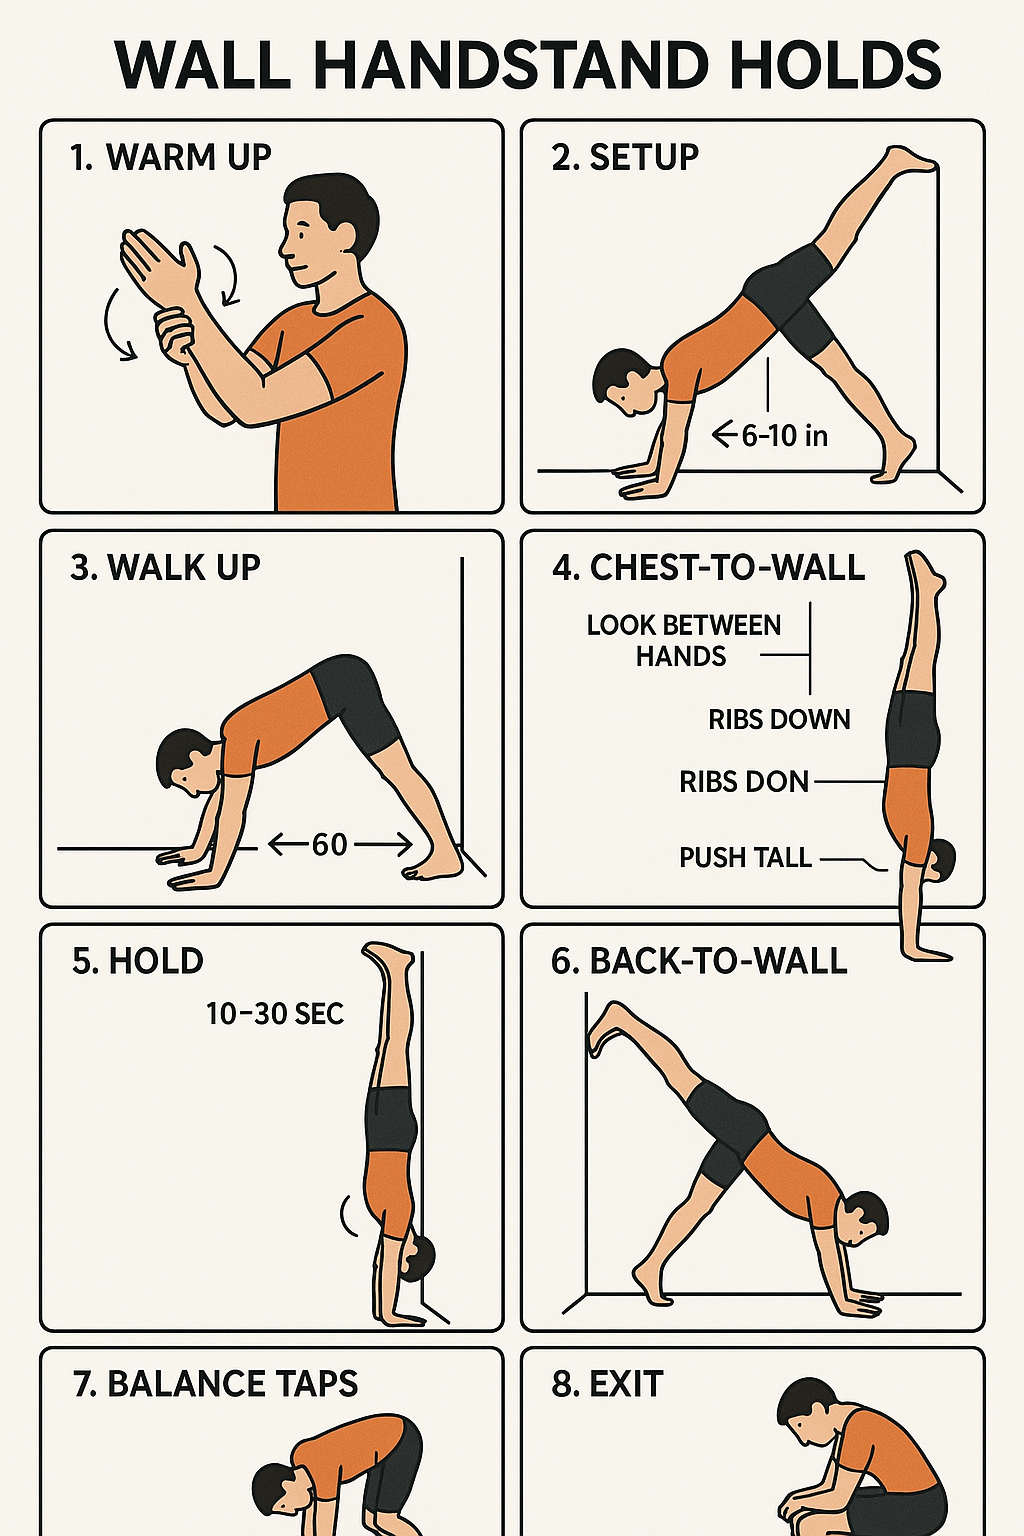 WALL HANDSTAND HOLDS
1. WARM UP
2. SETUP
6-10 in
3. WALK UP
60
4. CHEST-TO-WALL
LOOK BETWEEN
HANDS
RIBS DOWN
RIBS DON
PUSH TALL
5. HOLD
10-30 SEC
6. BACK-TO-WALL
7. BALANCE TAPS
8. EXIT